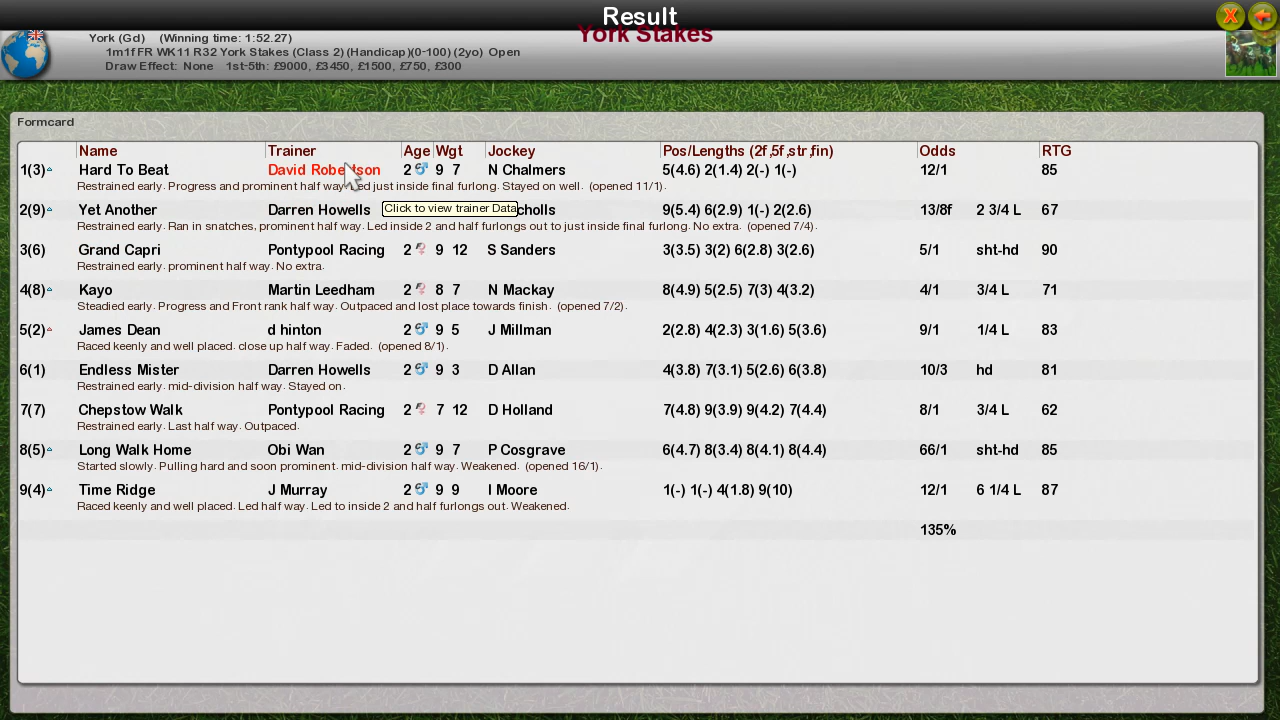 Result
York Stakes
York (Gd) (Winning time: 1:52.27)
1m1f FR WK11 R32 York Stakes (Class 2) (Handicap)(0-100) (2yo) Open
Draw Effect: None 1st-5th: £9000, £3450, £1500, £750, £300
Formcard
Name Trainer Age Wgt Jockey Pos/Lengths (2f,5f,str,fin) Odds RTG
1(3) Hard To Beat David Robertson 2 9 7 N Chalmers 5(4.6) 2(1.4) 2(-) 1(-) 12/1 85
Restrained early. Progress and prominent half way. Led just inside final furlong. Stayed on well. (opened 11/1).
2(9) Yet Another Darren Howells 13/8f 2 3/4 L 67
Click to view trainer Data cholls 9(5.4) 6(2.9) 1(-) 2(2.6)
Restrained early. Ran in snatches, prominent half way. Led inside 2 and half furlongs out to just inside final furlong. No extra. (opened 7/4).
3(6) Grand Capri Pontypool Racing 2 9 12 S Sanders 3(3.5) 3(2) 6(2.8) 3(2.6) 5/1 sht-hd 90
Restrained early. prominent half way. No extra.
4(8) Kayo Martin Leedham 2 8 7 N Mackay 8(4.9) 5(2.5) 7(3) 4(3.2) 4/1 3/4 L 71
Steadied early. Progress and Front rank half way. Outpaced and lost place towards finish. (opened 7/2).
5(2) James Dean d hinton 2 9 5 J Millman 2(2.8) 4(2.3) 3(1.6) 5(3.6) 9/1 1/4 L 83
Raced keenly and well placed. close up half way. Faded. (opened 8/1).
6(1) Endless Mister Darren Howells 2 9 3 D Allan 4(3.8) 7(3.1) 5(2.6) 6(3.8) 10/3 hd 81
Restrained early. mid-division half way. Stayed on.
7(7) Chepstow Walk Pontypool Racing 2 7 12 D Holland 7(4.8) 9(3.9) 9(4.2) 7(4.4) 8/1 3/4 L 62
Restrained early. Last half way. Outpaced.
8(5) Long Walk Home Obi Wan 2 9 7 P Cosgrave 6(4.7) 8(3.4) 8(4.1) 8(4.4) 66/1 sht-hd 85
Started slowly. Pulling hard and soon prominent. mid-division half way. Weakened. (opened 16/1).
9(4) Time Ridge J Murray 2 9 9 I Moore 1(-) 1(-) 4(1.8) 9(10) 12/1 6 1/4 L 87
Raced keenly and well placed. Led half way. Led to inside 2 and half furlongs out. Weakened.
135%